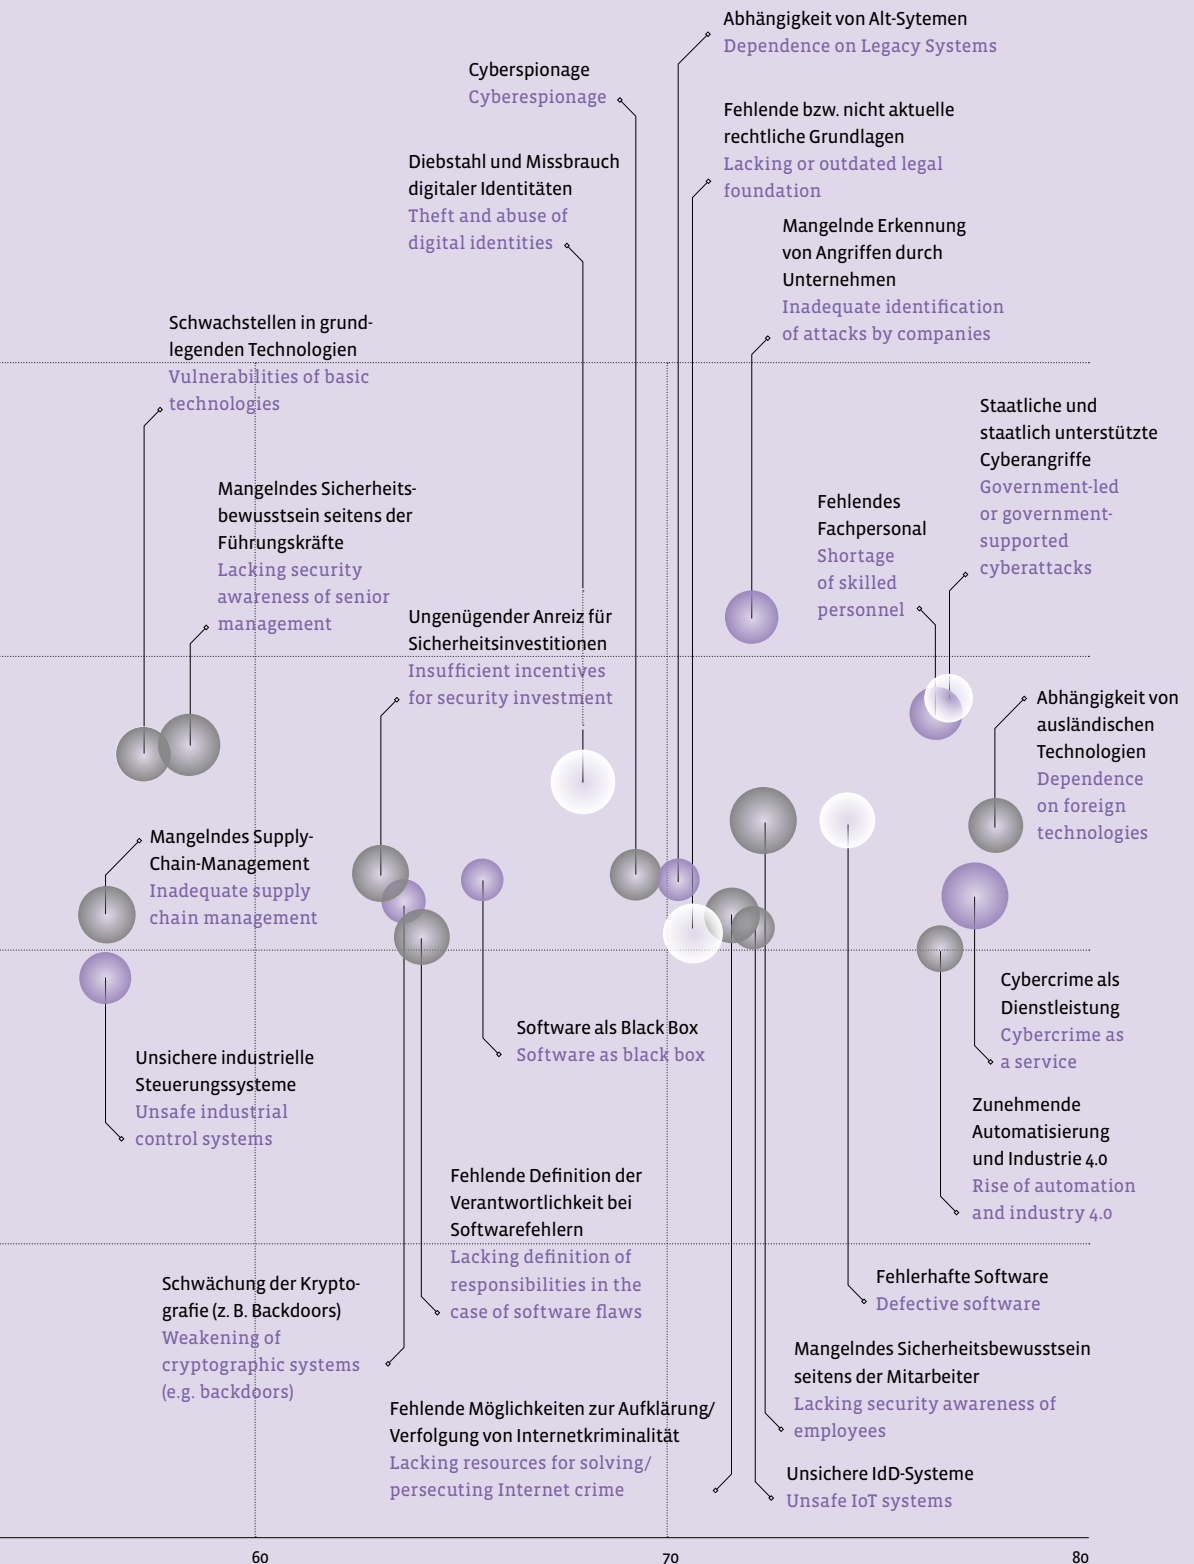 Abhängigkeit von Alt-Sytemen
Dependence on Legacy Systems
Cyberspionage
Cyberespionage
Fehlende bzw. nicht aktuelle
rechtliche Grundlagen
Lacking or outdated legal
foundation
Diebstahl und Missbrauch
digitaler Identitäten
Theft and abuse of
digital identities
Mangelnde Erkennung
von Angriffen durch
Unternehmen
Inadequate identification
of attacks by companies
Schwachstellen in grund-
legenden Technologien
Vulnerabilities of basic
technologies
Staatliche und
staatlich unterstützte
Cyberangriffe
Government-led
or government-
supported
cyberattacks
Mangelndes Sicherheits-
bewusstsein seitens der
Führungskräfte
Lacking security
awareness of senior
management
Fehlendes
Fachpersonal
Shortage
of skilled
personnel
Ungenügender Anreiz für
Sicherheitsinvestitionen
Insufficient incentives
for security investment
Abhängigkeit von
ausländischen
Technologien
Dependence
on foreign
technologies
Mangelndes Supply-
Chain-Management
Inadequate supply
chain management
Cybercrime als
Dienstleistung
Cybercrime as
a service
Software als Black Box
Software as black box
Unsichere industrielle
Steuerungssysteme
Unsafe industrial
control systems
Zunehmende
Automatisierung
und Industrie 4.0
Rise of automation
and industry 4.0
Fehlende Definition der
Verantwortlichkeit bei
Softwarefehlern
Lacking definition of
responsibilities in the
case of software flaws
Schwächung der Krypto-
grafie (z. B. Backdoors)
Weakening of
cryptographic systems
(e.g. backdoors)
Fehlerhafte Software
Defective software
Mangelndes Sicherheitsbewusstsein
seitens der Mitarbeiter
Lacking security awareness of
employees
Fehlende Möglichkeiten zur Aufklärung/
Verfolgung von Internetkriminalität
Lacking resources for solving/
persecuting Internet crime
Unsichere IdD-Systeme
Unsafe IoT systems
60
70
80